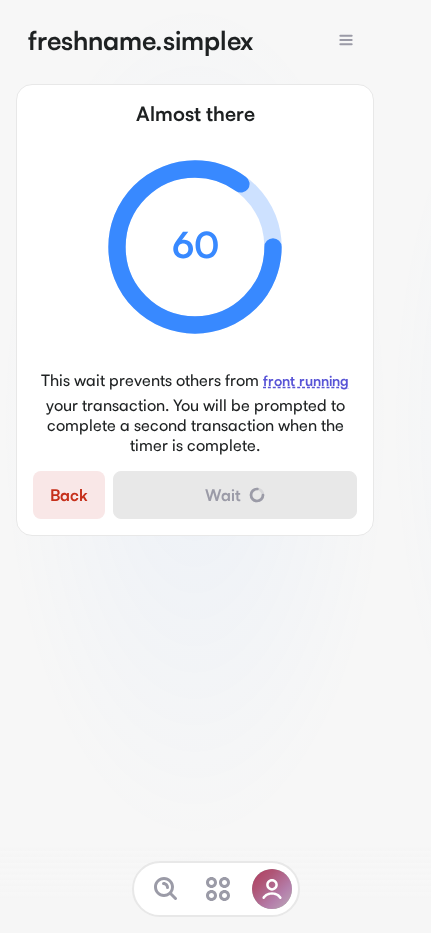 freshname.simplex
Almost there
60
This wait prevents others from front running
your transaction. You will be prompted to
complete a second transaction when the
timer is complete.
Back
Wait